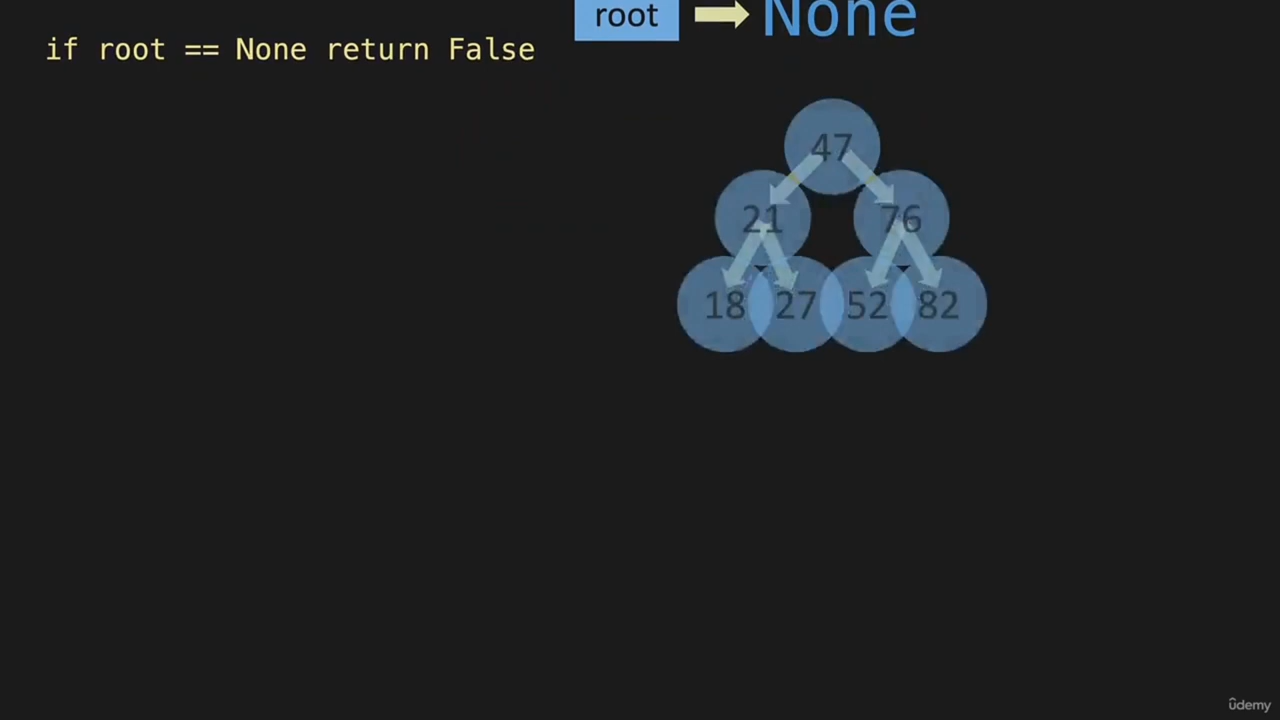 root
None
if root == None return False
47
21 76
18 27 52 82
ûdemy